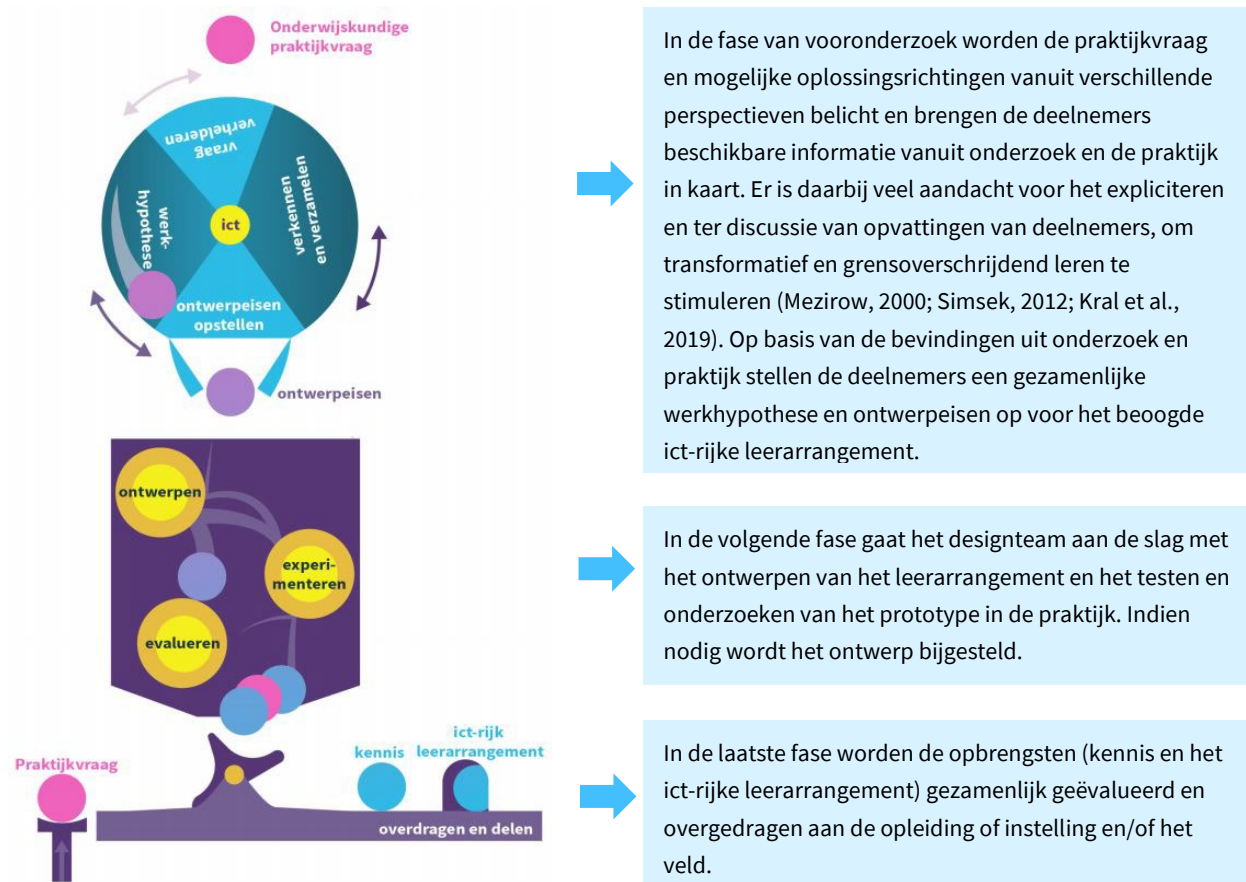 Onderwijskundige
praktijkvraag
vraag
verhelderen
verkennen
en verzamelen
werk-
hypothese
ict
ontwerpeisen
opstellen
ontwerpeisen
ontwerpen
experi-
menteren
evalueren
Praktijkvraag
kennis
ict-rijk
leerarrangement
overdragen en delen
In de fase van vooronderzoek worden de praktijkvraag
en mogelijke oplossingsrichtingen vanuit verschillende
perspectieven belicht en brengen de deelnemers
beschikbare informatie vanuit onderzoek en de praktijk
in kaart. Er is daarbij veel aandacht voor het expliciteren
en ter discussie van opvattingen van deelnemers, om
transformatief en grensoverschrijdend leren te
stimuleren (Mezirow, 2000; Simsek, 2012; Kral et al.,
2019). Op basis van de bevindingen uit onderzoek en
praktijk stellen de deelnemers een gezamenlijke
werkhypothese en ontwerpeisen op voor het beoogde
ict-rijke leerarrangement.
In de volgende fase gaat het designteam aan de slag met
het ontwerpen van het leerarrangement en het testen en
onderzoeken van het prototype in de praktijk. Indien
nodig wordt het ontwerp bijgesteld.
In de laatste fase worden de opbrengsten (kennis en het
ict-rijke leerarrangement) gezamenlijk geëvalueerd en
overgedragen aan de opleiding of instelling en/of het
veld.